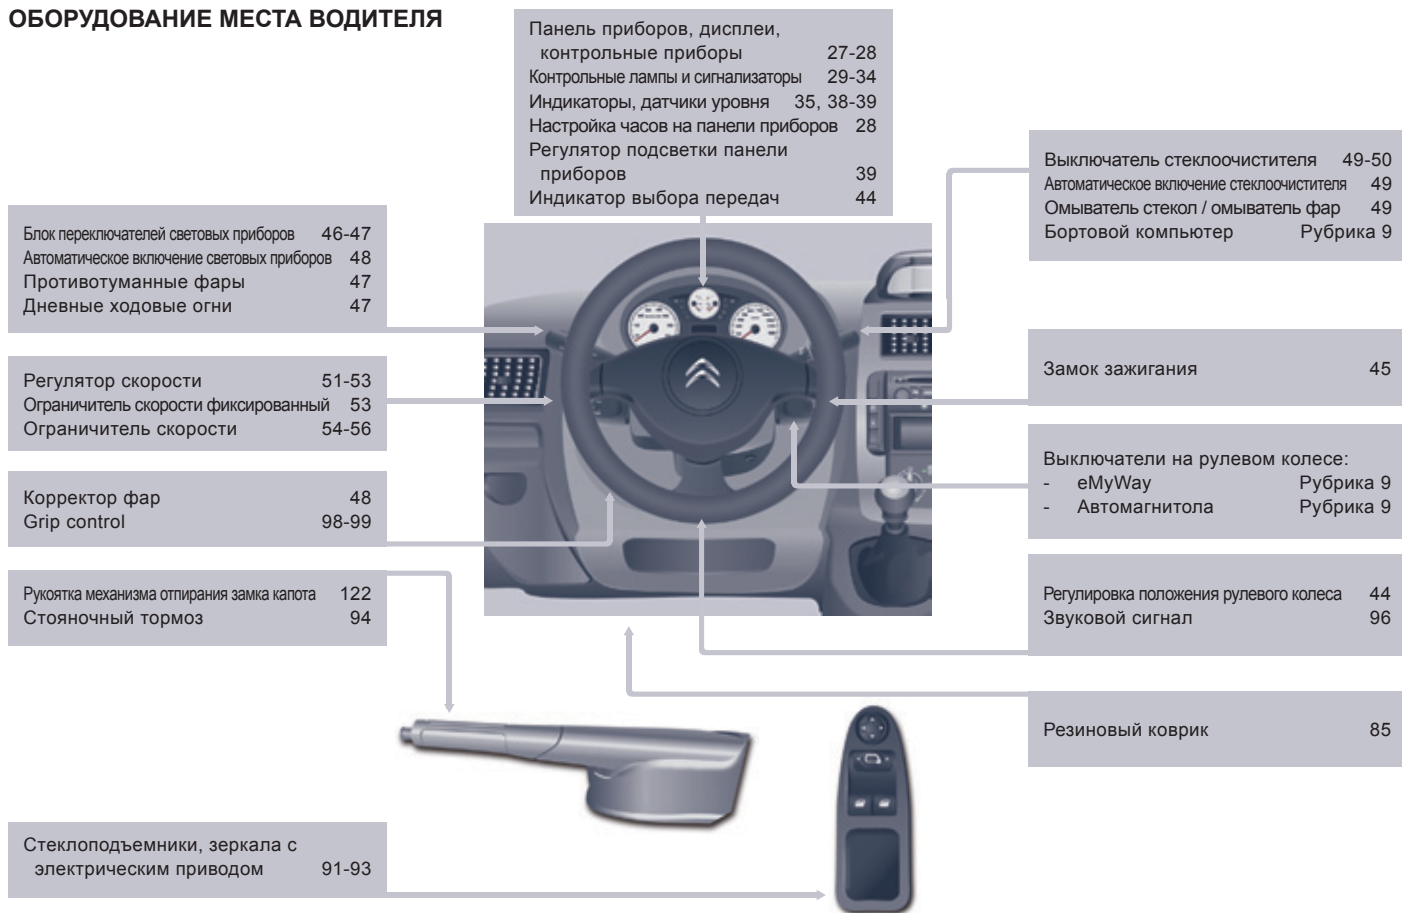 ОБОРУДОВАНИЕ МЕСТА ВОДИТЕЛЯ
Панель приборов, дисплеи,
контрольные приборы 27-28
Контрольные лампы и сигнализаторы 29-34
Индикаторы, датчики уровня 35, 38-39
Настройка часов на панели приборов 28
Регулятор подсветки панели
приборов 39
Индикатор выбора передач 44
Блок переключателей световых приборов 46-47
Автоматическое включение световых приборов 48
Противотуманные фары 47
Дневные ходовые огни 47
Регулятор скорости 51-53
Ограничитель скорости фиксированный 53
Ограничитель скорости 54-56
Корректор фар 48
Grip control 98-99
Рукоятка механизма отпирания замка капота 122
Стояночный тормоз 94
Стеклоподъемники, зеркала с
электрическим приводом 91-93
Выключатель стеклоочистителя 49-50
Автоматическое включение стеклоочистителя 49
Омыватель стекол / омыватель фар 49
Бортовой компьютер Рубрика 9
Замок зажигания 45
Выключатели на рулевом колесе:
- eMyWay Рубрика 9
- Автомагнитола Рубрика 9
Регулировка положения рулевого колеса 44
Звуковой сигнал 96
Резиновый коврик 85